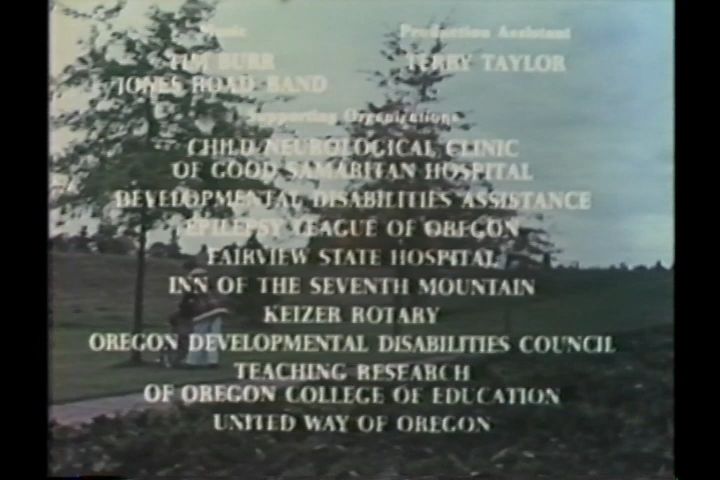 Music
Production Assistant
TIM BURR
TERRY TAYLOR
JONES ROAD BAND
Supporting Organizations
CHILD NEUROLOGICAL CLINIC
OF GOOD SAMARITAN HOSPITAL
DEVELOPMENTAL DISABILITIES ASSISTANCE
EPILEPSY LEAGUE OF OREGON
FAIRVIEW STATE HOSPITAL
INN OF THE SEVENTH MOUNTAIN
KEIZER ROTARY
OREGON DEVELOPMENTAL DISABILITIES COUNCIL
TEACHING RESEARCH
OF OREGON COLLEGE OF EDUCATION
UNITED WAY OF OREGON